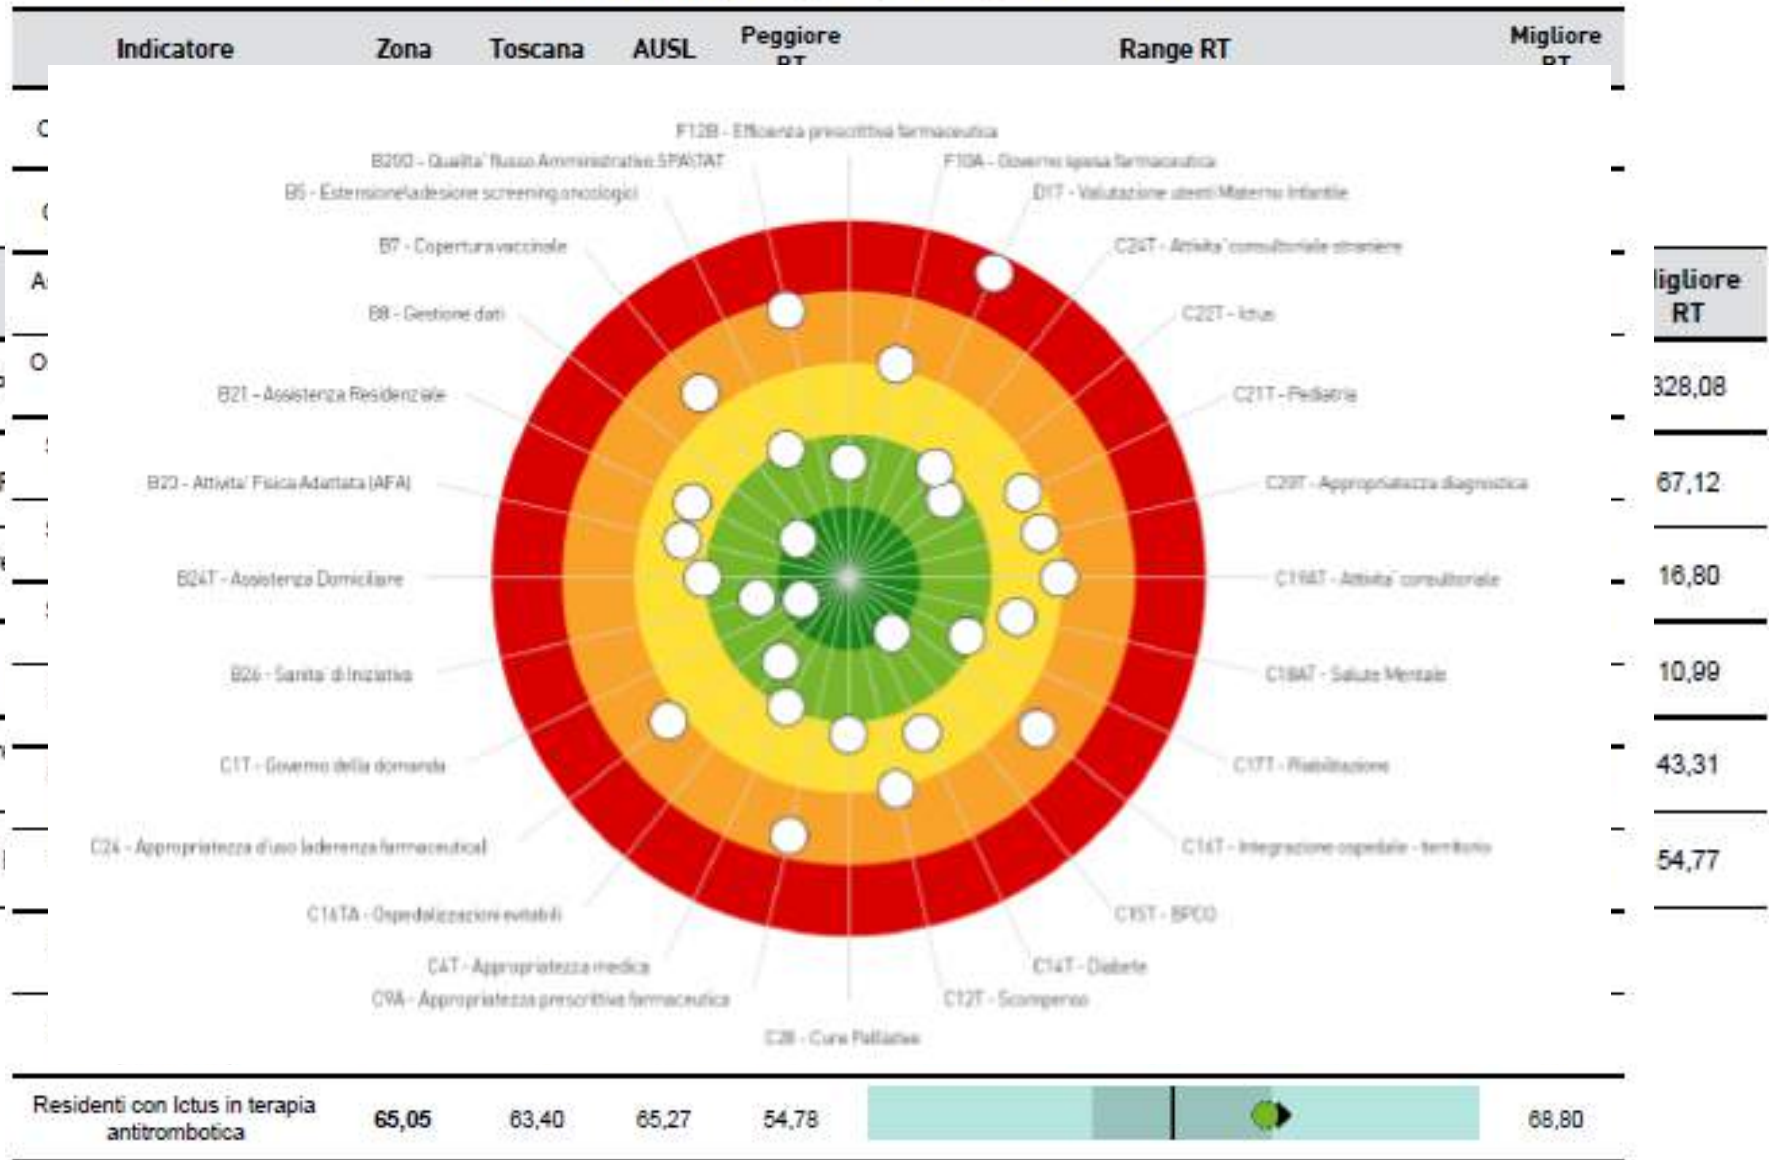 Indicatore Zona Toscana AUSL Peggiore RT Range RT Migliore RT
F12B - Efficenza prescrittiva farmaceutica
B20D - Qualita' flusso Amministrativo SPA\TAT
F10A - Governo spesa farmaceutica
B5 - Estensione\adesione screening oncologici
D17 - Valutazione utenti Materno Infantile
B7 - Copertura vaccinale
C24T - Attivita' consultoriale straniere
B8 - Gestione dati
C22T - Ictus
B21 - Assistenza Residenziale
C21T - Pediatria
B23 - Attivita' Fisica Adattata (AFA)
C20T - Appropriatezza diagnostica
B24T - Assistenza Domiciliare
C19AT - Attivita' consultoriale
B26 - Sanita' di Iniziativa
C18AT - Salute Mentale
C1T - Governo della domanda
C17T - Riabilitazione
C24 - Appropriatezza d'uso (aderenza farmaceutica)
C16T - Integrazione ospedale - territorio
C14TA - Ospedalizzazioni evitabili
C15T - BPCO
C4T - Appropriatezza medica
C14T - Diabete
C9A - Appropriatezza prescrittiva farmaceutica
C12T - Scompenso
C28 - Cure Palliative
igliore
RT
328,08
67,12
16,80
10,99
43,31
54,77
Residenti con Ictus in terapia
antitrombotica 65,05 63,40 65,27 54,78 68,80